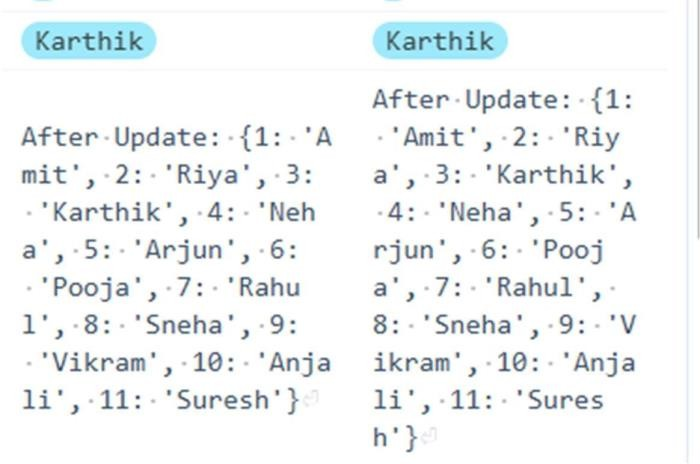 Karthik
After Update: {1: 'A
mit', 2: 'Riya', 3:
 'Karthik', 4: 'Neh
a', 5: 'Arjun', 6:
 'Pooja', 7: 'Rahu
l', 8: 'Sneha', 9:
 'Vikram', 10: 'Anja
li', 11: 'Suresh'}
Karthik
After Update: {1:
 'Amit', 2: 'Riy
a', 3: 'Karthik',
 4: 'Neha', 5: 'A
rjun', 6: 'Pooj
a', 7: 'Rahul', 
8: 'Sneha', 9: 'V
ikram', 10: 'Anja
li', 11: 'Sures
h'}